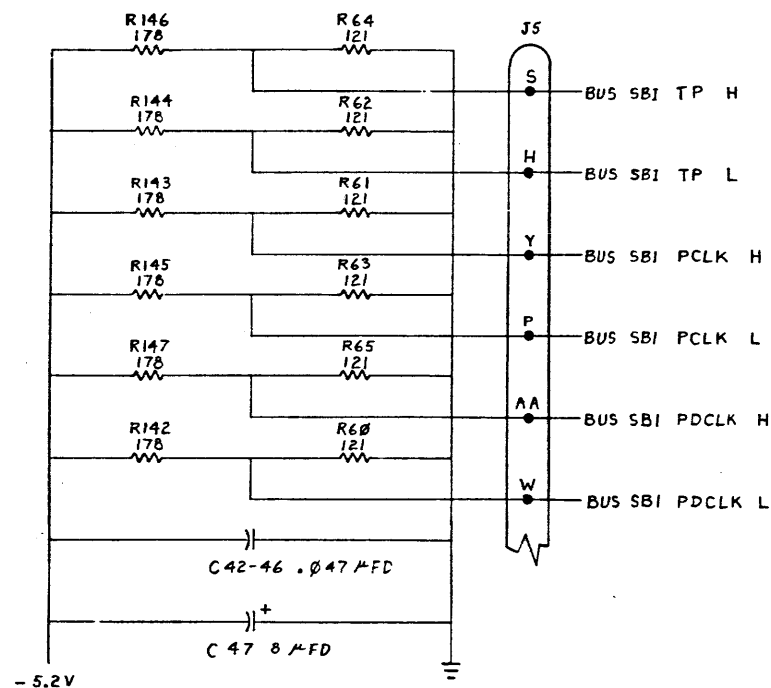 R146
178
R64
121
J5
S
BUS SBI TP H
R144
178
R62
121
H
BUS SBI TP L
R143
178
R61
121
Y
BUS SBI PCLK H
R145
178
R63
121
P
BUS SBI PCLK L
R147
178
R65
121
AA
BUS SBI PDCLK H
R142
178
R6Ø
121
W
BUS SBI PDCLK L
C42-46 .Ø47 µFD
+
C 47 8 µFD
- 5.2V